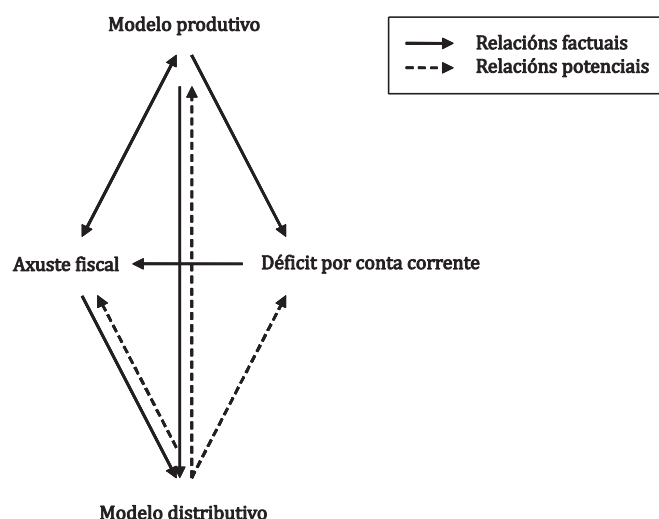 Modelo produtivo
Relacións factuais
Relacións potenciais
Axuste fiscal
Déficit por conta corrente
Modelo distributivo